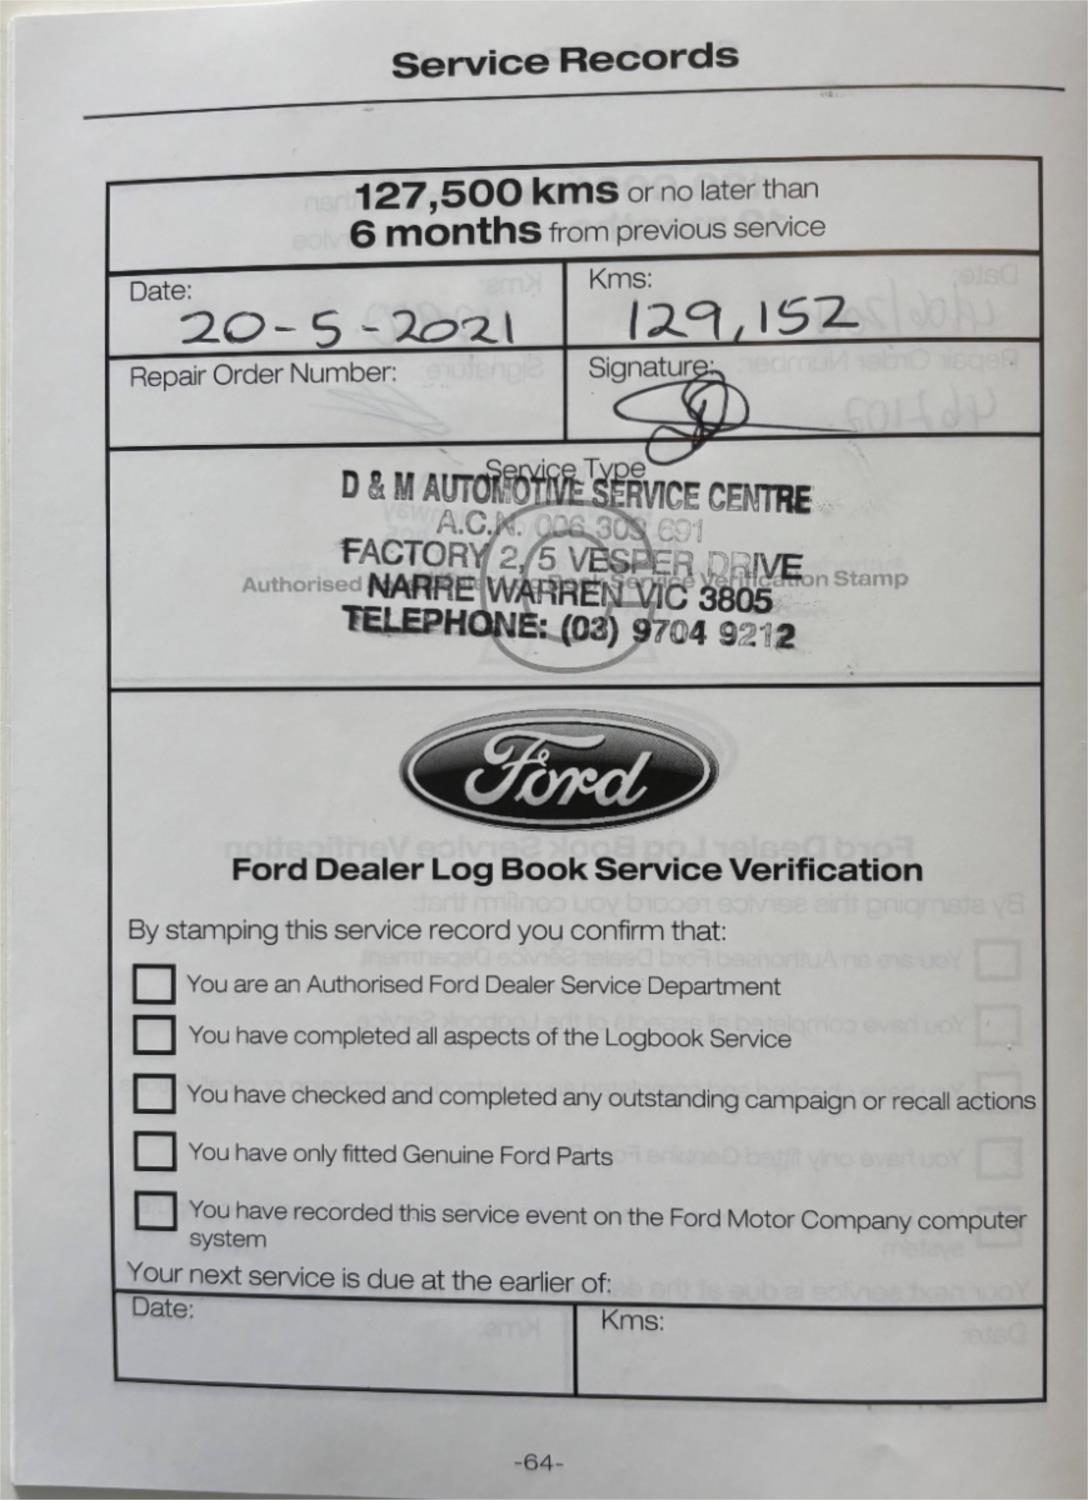 Service Records
127,500 kms or no later than
6 months from previous service
Date:
20-5-2021
Kms:
129,152
Repair Order Number:
Signature:
Service Type
D & M AUTOMOTIVE SERVICE CENTRE
A.C.N. 006 309 691
FACTORY 2, 5 VESPER DRIVE
Authorised Service Verification Stamp
NARRE WARREN VIC 3805
TELEPHONE: (03) 9704 9212
Ford
Ford Dealer Log Book Service Verification
By stamping this service record you confirm that:
You are an Authorised Ford Dealer Service Department
You have completed all aspects of the Logbook Service
You have checked and completed any outstanding campaign or recall actions
You have only fitted Genuine Ford Parts
You have recorded this service event on the Ford Motor Company computer
system
Your next service is due at the earlier of:
Date:
Kms:
-64-